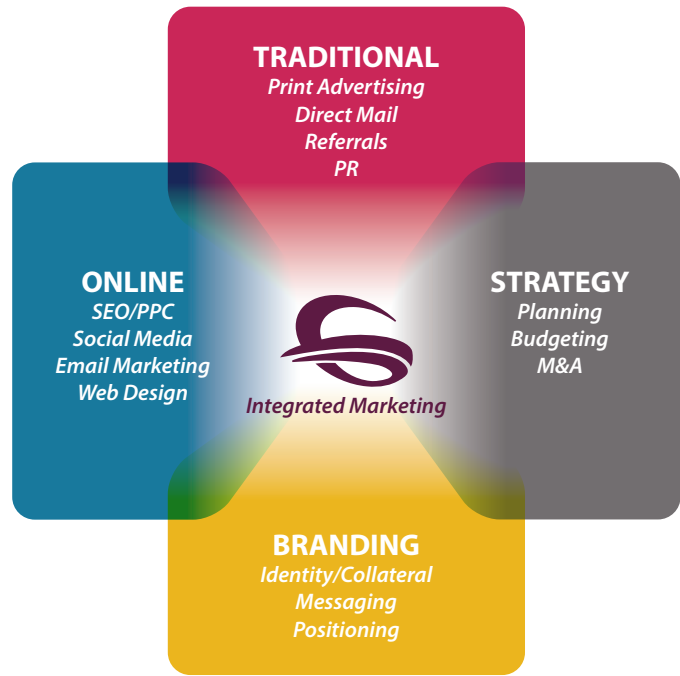 TRADITIONAL
Print Advertising
Direct Mail
Referrals
PR
ONLINE
SEO/PPC
Social Media
Email Marketing
Web Design
STRATEGY
Planning
Budgeting
M&A
Integrated Marketing
BRANDING
Identity/Collateral
Messaging
Positioning